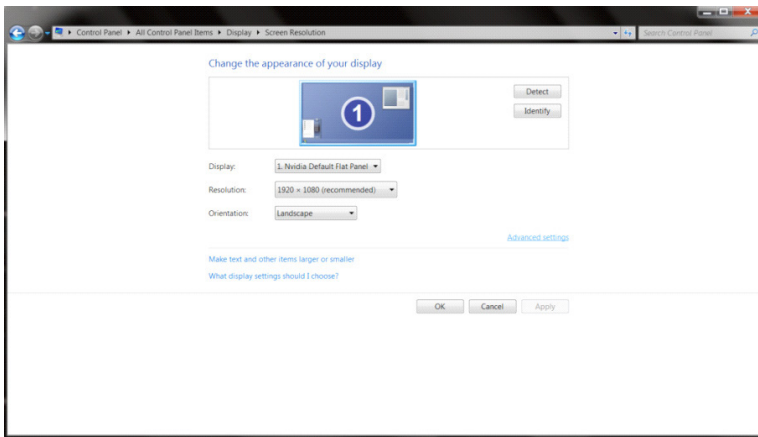 Control Panel ▸ All Control Panel Items ▸ Display ▸ Screen Resolution
Search Control Panel
Change the appearance of your display
1
Detect
Identify
Display: 1. Nvidia Default Flat Panel
Resolution: 1920 × 1080 (recommended)
Orientation: Landscape
Advanced settings
Make text and other items larger or smaller
What display settings should I choose?
OK Cancel Apply